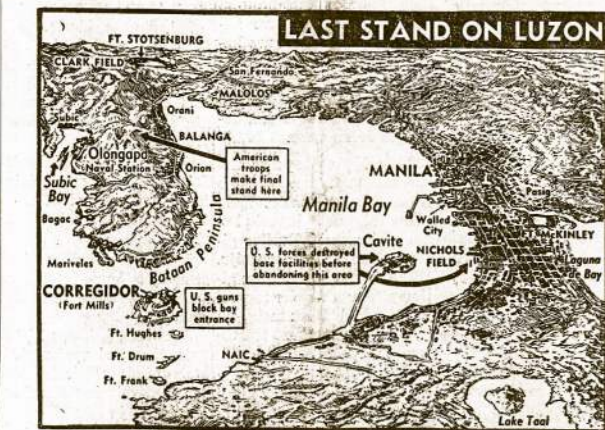 LAST STAND ON LUZON
FT. STOTSENBURG
CLARK FIELD
San Fernando
MALOLOS
Orani
Subic
BALANGA
Olongapo
Naval Station
Orion
American
troops
make final
stand here
Subic
Bay
Bagac
Mariveles
Bataan Peninsula
MANILA
Manila Bay
Walled
City
Pasig
FT. McKINLEY
NICHOLS
FIELD
Laguna
de Bay
Cavite
U. S. forces destroyed
base facilities before
abandoning this area
CORREGIDOR
(Fort Mills)
U. S. guns
block bay
entrance
Ft. Hughes
Ft. Drum
Ft. Frank
NAIC
Lake Taal